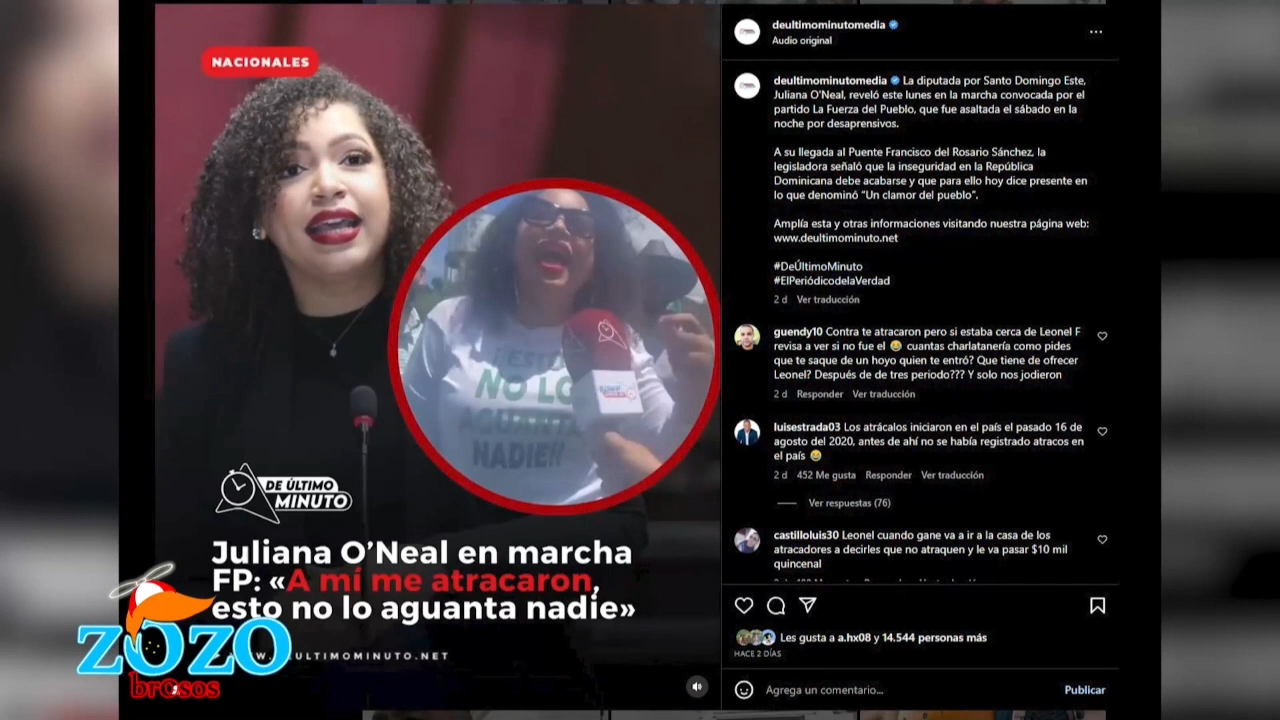 NACIONALES
¡ESTO
NO LO
AGUANTA
NADIE!!
DE ÚLTIMO
MINUTO
Juliana O'Neal en marcha
FP: «A mí me atracaron,
esto no lo aguanta nadie»
ULTIMOMINUTO.NET
ZOZO
brosos
deultimominutomedia
Audio original
deultimominutomedia La diputada por Santo Domingo Este,
Juliana O'Neal, reveló este lunes en la marcha convocada por el
partido La Fuerza del Pueblo, que fue asaltada el sábado en la
noche por desaprensivos.
A su llegada al Puente Francisco del Rosario Sánchez, la
legisladora señaló que la inseguridad en la República
Dominicana debe acabarse y que para ello hoy dice presente en
lo que denominó "Un clamor del pueblo".
Amplía esta y otras informaciones visitando nuestra página web:
www.deultimominuto.net
#DeÚltimoMinuto
#ElPeriódicodelaVerdad
2 d Ver traducción
guendy10 Contra te atracaron pero si estaba cerca de Leonel F
revisa a ver si no fue el 😂 cuantas charlatanería como pides
que te saque de un hoyo quien te entró? Que tiene de ofrecer
Leonel? Después de de tres periodo??? Y solo nos jodieron
2 d Responder Ver traducción
luisestrada03 Los atrácalos iniciaron en el país el pasado 16 de
agosto del 2020, antes de ahí no se había registrado atracos en
el país 😂
2 d 452 Me gusta Responder Ver traducción
Ver respuestas (76)
castilloluis30 Leonel cuando gane va a ir a la casa de los
atracadores a decirles que no atraquen y le va pasar $10 mil
quincenal
Les gusta a a.hx08 y 14.544 personas más
HACE 2 DÍAS
Agrega un comentario...
Publicar